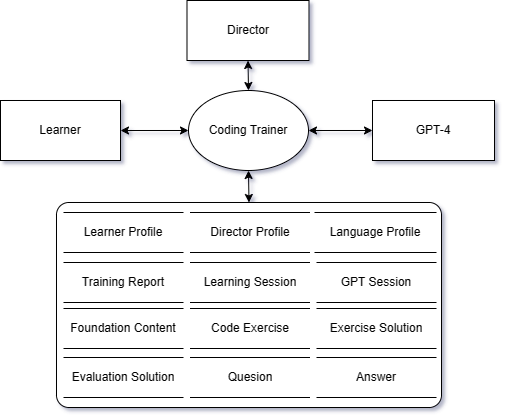 Director
Learner
Coding Trainer
GPT-4
Learner Profile
Director Profile
Language Profile
Training Report
Learning Session
GPT Session
Foundation Content
Code Exercise
Exercise Solution
Evaluation Solution
Quesion
Answer